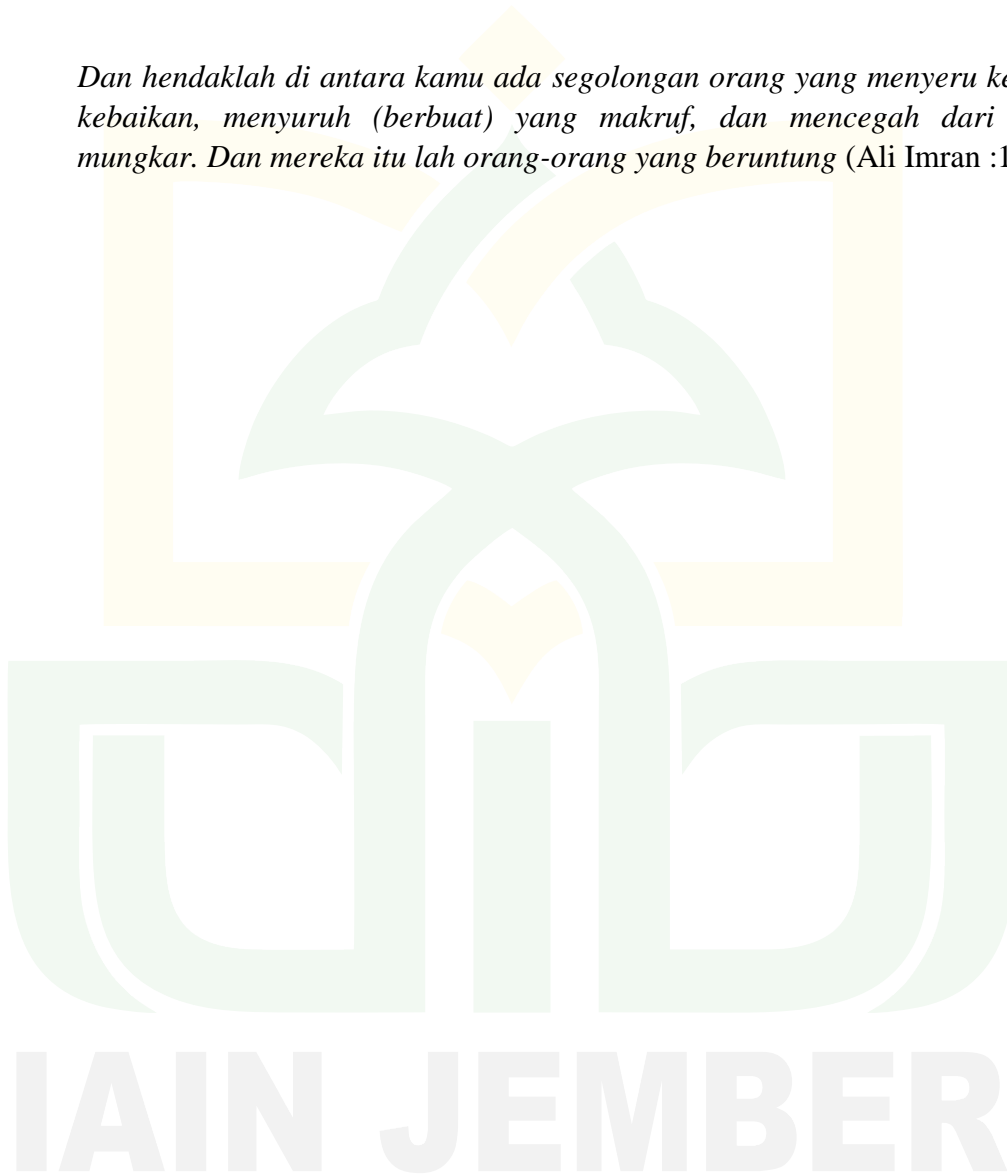 Dan hendaklah di antara kamu ada segolongan orang yang menyeru ke
kebaikan, menyuruh (berbuat) yang makruf, dan mencegah dari
mungkar. Dan mereka itu lah orang-orang yang beruntung (Ali Imran :1
IAIN JEMBER